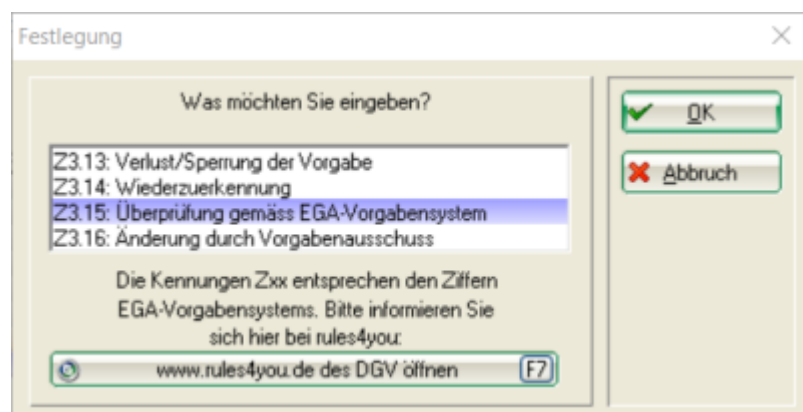 Festlegung
Was möchten Sie eingeben?
Z3.13: Verlust/Sperrung der Vorgabe
Z3.14: Wiederzuerkennung
Z3.15: Überprüfung gemäss EGA-Vorgabensystem
Z3.16: Änderung durch Vorgabenausschuss
Die Kennungen Zxx entsprechen den Ziffern
EGA-Vorgabensystems. Bitte informieren Sie
sich hier bei rules4you:
www.rules4you.de des DGV öffnen F7
OK
Abbruch